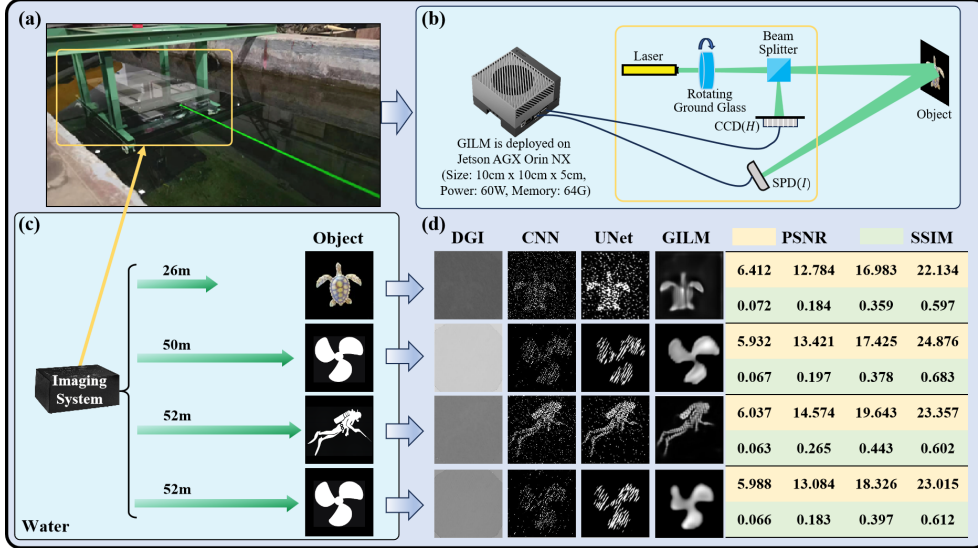 (a)
(b)
Laser
Rotating
Ground Glass
Beam
Splitter
CCD(H)
Object
SPD(I)
GILM is deployed on
Jetson AGX Orin NX
(Size: 10cm x 10cm x 5cm,
Power: 60W, Memory: 64G)
(c)
Object
26m
50m
52m
52m
Imaging
System
Water
(d)
DGI CNN UNet GILM PSNR SSIM
6.412 12.784 16.983 22.134
0.072 0.184 0.359 0.597
5.932 13.421 17.425 24.876
0.067 0.197 0.378 0.683
6.037 14.574 19.643 23.357
0.063 0.265 0.443 0.602
5.988 13.084 18.326 23.015
0.066 0.183 0.397 0.612